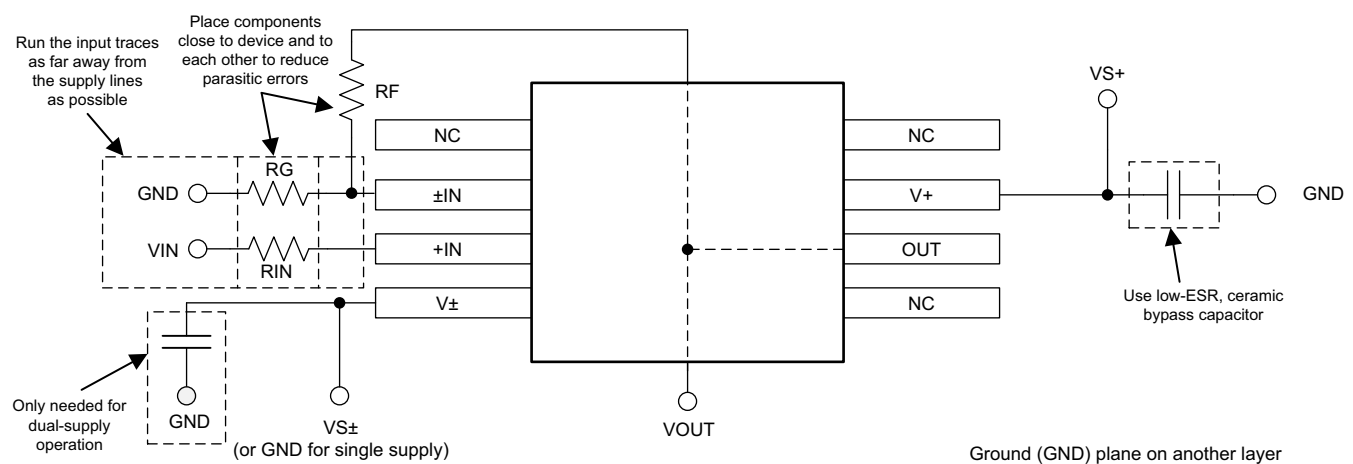 Place components
close to device and to
each other to reduce
parasitic errors
Run the input traces
as far away from
the supply lines
as possible
RF
VS+
NC
NC
RG
GND
±IN
V+
GND
VIN
+IN
OUT
RIN
V±
NC
Use low-ESR, ceramic
bypass capacitor
Only needed for
dual-supply
operation
GND
VS±
(or GND for single supply)
VOUT
Ground (GND) plane on another layer